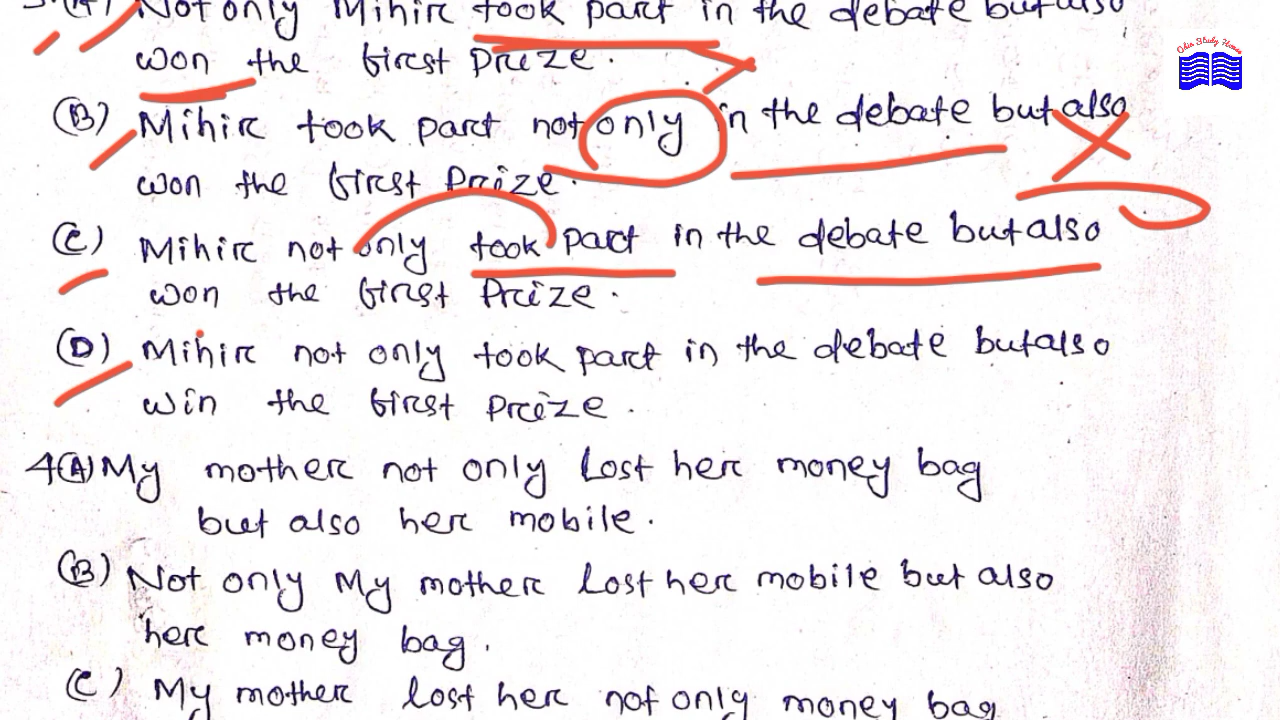 3.(A) Not only Mihir took part in the debate but also
won the first prize.
(B) Mihir took part not only in the debate but also
won the first Prize.
(C) Mihir not only took part in the debate but also
won the first Prize.
(D) Mihir not only took part in the debate but also
win the first prize.
4(A) My mother not only Lost her money bag
but also her mobile.
(B) Not only My mother Lost her mobile but also
her money bag.
(C) My mother lost her not only money bag